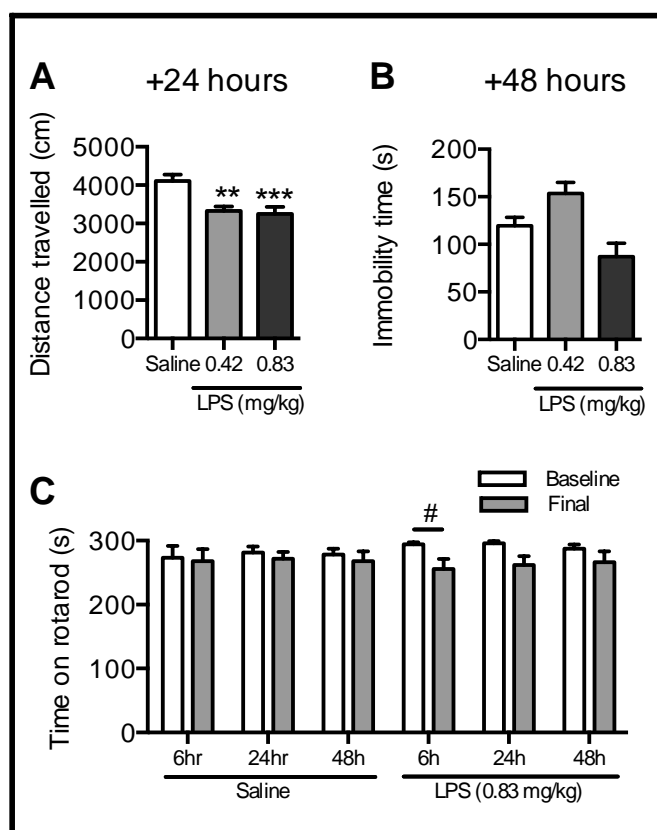 A +24 hours
Distance travelled (cm)
5000
4000
3000
2000
1000
0
** ***
Saline 0.42 0.83
LPS (mg/kg)
B +48 hours
Immobility time (s)
200
150
100
50
0
Saline 0.42 0.83
LPS (mg/kg)
C
Baseline
Final
Time on rotarod (s)
300
200
100
0
#
6hr 24hr 48h 6h 24h 48h
Saline LPS (0.83 mg/kg)